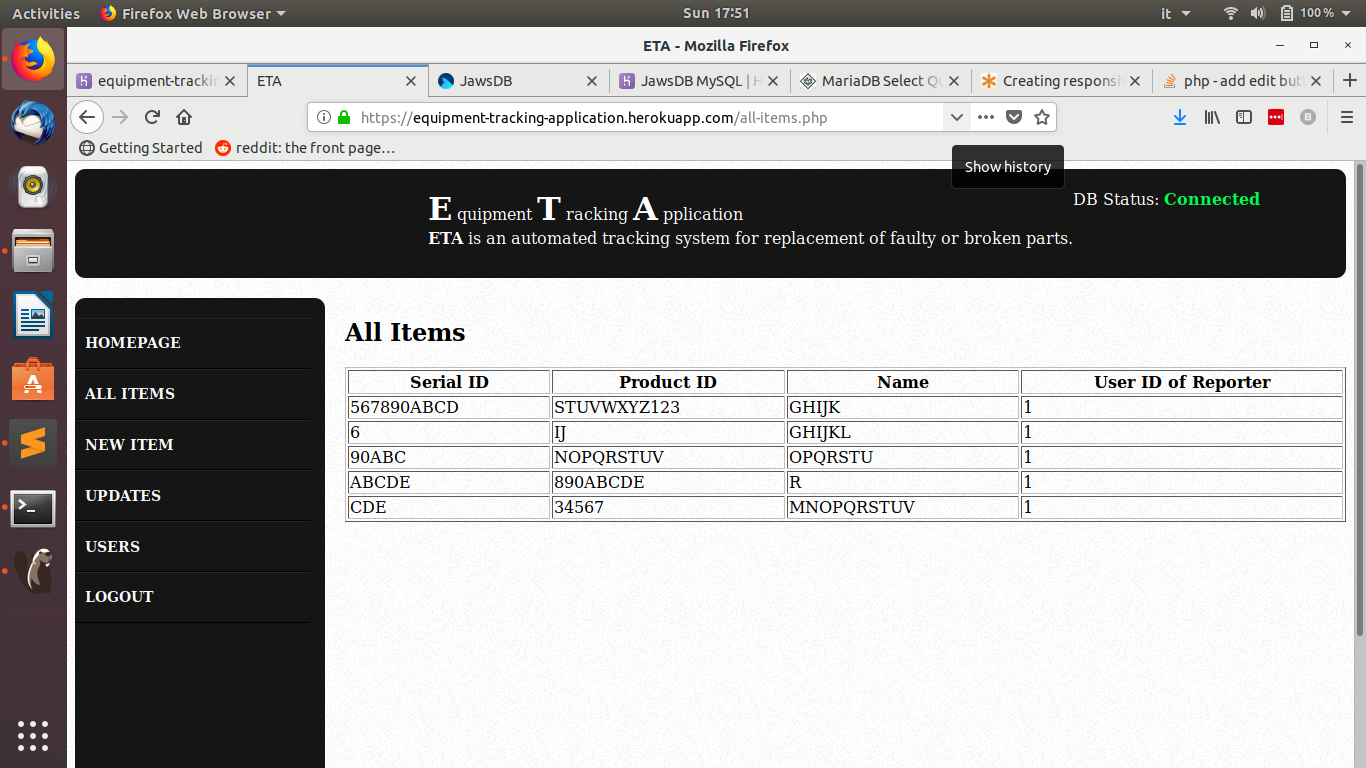 Activities Firefox Web Browser Sun 17:51 it 100 %
ETA - Mozilla Firefox
equipment-trackin ETA JawsDB JawsDB MySQL | H MariaDB Select Qu Creating responsi php - add edit but
https://equipment-tracking-application.herokuapp.com/all-items.php
Getting Started reddit: the front page…
Show history
E quipment T racking A pplication
DB Status: Connected
ETA is an automated tracking system for replacement of faulty or broken parts.
HOMEPAGE
ALL ITEMS
NEW ITEM
UPDATES
USERS
LOGOUT
All Items
Serial ID Product ID Name User ID of Reporter
567890ABCD STUVWXYZ123 GHIJK 1
6 IJ GHIJKL 1
90ABC NOPQRSTUV OPQRSTU 1
ABCDE 890ABCDE R 1
CDE 34567 MNOPQRSTUV 1